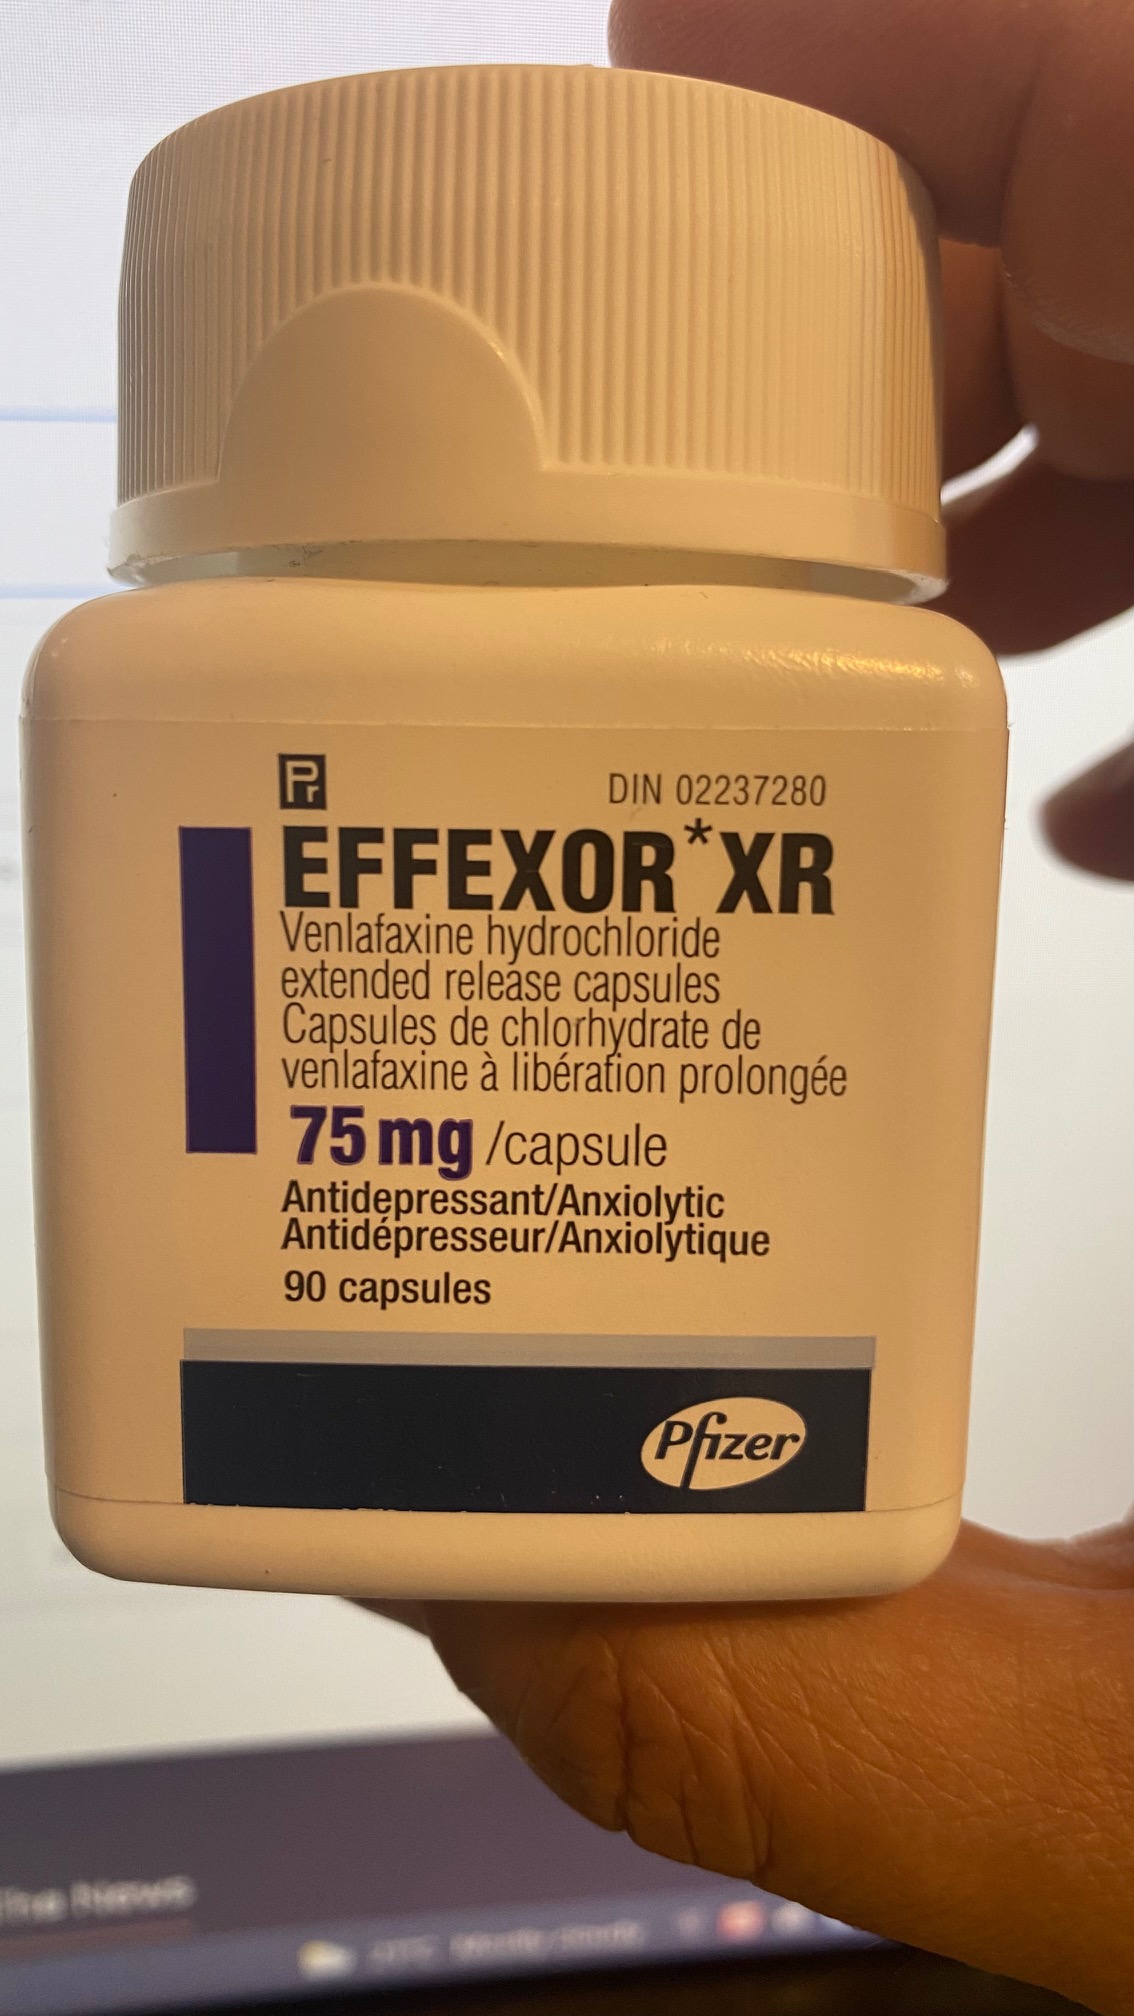 Pr
DIN 02237280
EFFEXOR*XR
Venlafaxine hydrochloride
extended release capsules
Capsules de chlorhydrate de
venlafaxine à libération prolongée
75 mg /capsule
Antidepressant/Anxiolytic
Antidépresseur/Anxiolytique
90 capsules
Pfizer
News